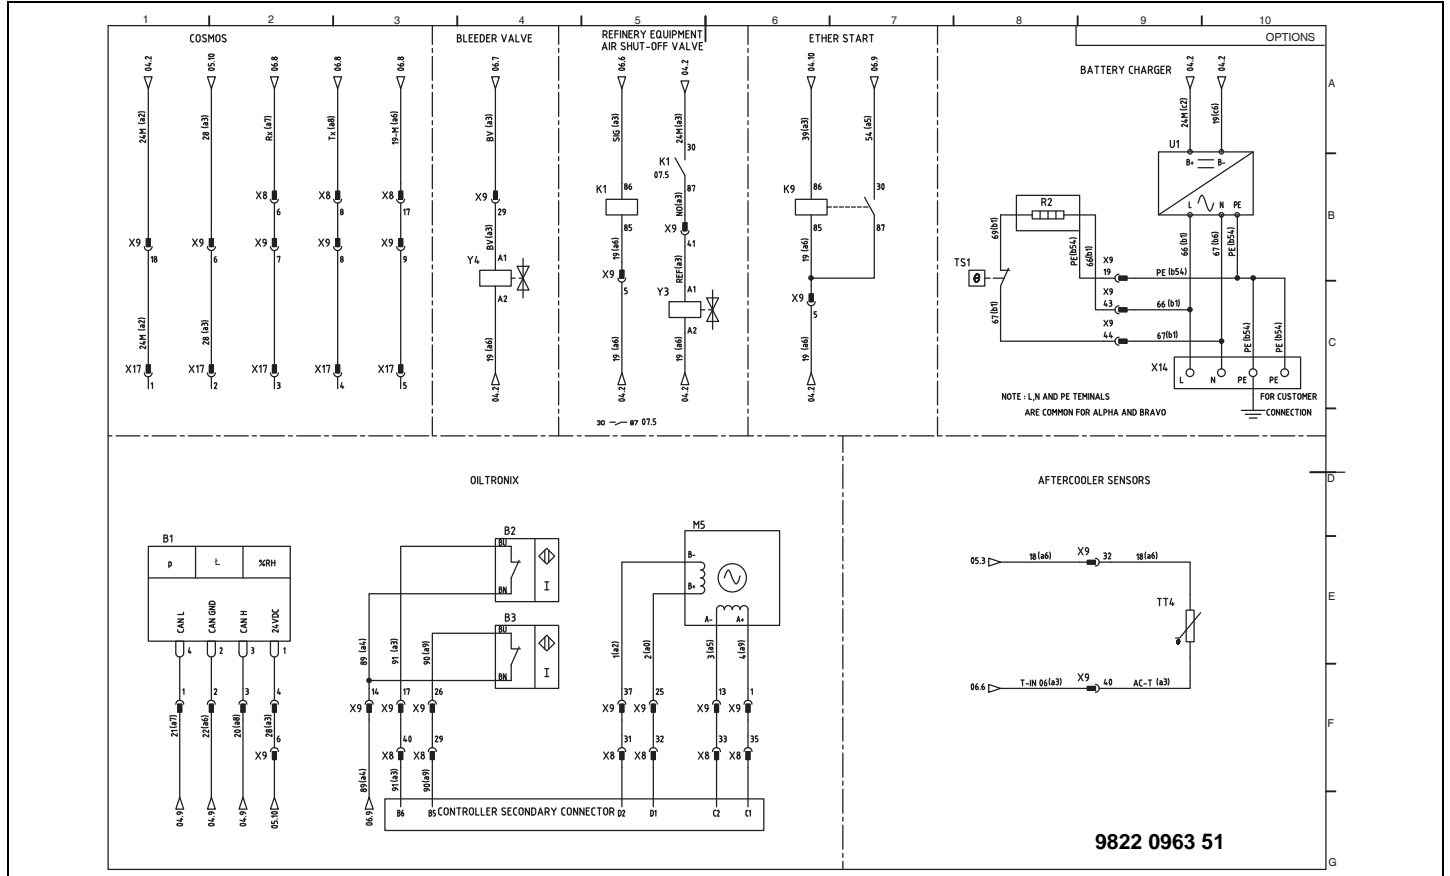 1 2 3 4 5 6 7 8 9 10
OPTIONS
COSMOS
04.2 05.10 06.8 06.8 06.8
24M (a2) 28 (a3) Rx (a7) Tx (a8) 19-M (a6)
X8 X8 X8
6 8 17
X9 X9 X9 X9 X9
18 6 7 8 9
24M (a2) 28 (a3)
X17 X17 X17 X17 X17
1 2 3 4 5
BLEEDER VALVE
06.7
BV (a3)
X9
29
BV(a3)
Y4 A1
A2
19 (a6)
04.2
REFINERY EQUIPMENT
AIR SHUT-OFF VALVE
06.6 04.2
SIG (a3) 24M(a3)
30
K1
07.5
K1 86 87
NO(a3)
85
X9
19 (a6) 41
X9
5
REF(a3)
Y3 A1
A2
19 (a6) 19 (a6)
04.2 04.2
30 87 07.5
ETHER START
04.10 06.9
39(a3) 54 (a5)
K9 86 30
85 87
19 (a6)
X9
5
19 (a6)
04.2
BATTERY CHARGER
04.2 04.2
24M(c2) 19(c6)
U1
B+ B-
L N PE
R2
69(b1) PE(b54) 66(b1)
66 (b1) 67 (b6) PE(b54)
TS1
θ
67(b1)
X9
19 PE (b54)
X9
43 66 (b1)
X9
44 67(b1)
PE (b54) PE(b54)
X14
L N PE PE
NOTE : L,N AND PE TEMINALS
ARE COMMON FOR ALPHA AND BRAVO
FOR CUSTOMER
CONNECTION
A
B
C
D
E
F
G
OILTRONIX
B1
p Ł %RH
CAN L CAN GND CAN H 24VDC
4 2 3 1
1 2 3 4
21(a7) 22(a6) 20(a8) 28(a3)
6
X9
04.9 04.9 04.9 05.10
B2
BU
BN
I
B3
BU
BN
I
89 (a4) 91 (a3) 90(a9)
14 17 26
X9 X9 X9
40 29
X8 X8
89(a4) 91(a3) 90(a9)
06.9
M5
B-
B+
A- A+
1(a2) 2(a0) 3 (a5) 4(a9)
37 25 13 1
X9 X9 X9 X9
31 32 33 35
X8 X8 X8 X8
B6 B5 CONTROLLER SECONDARY CONNECTOR D2 D1 C2 C1
AFTERCOOLER SENSORS
05.3 18(a6) X9 32 18(a6)
TT4
06.6 T-IN 06(a3) X9 40 AC-T (a3)
9822 0963 51